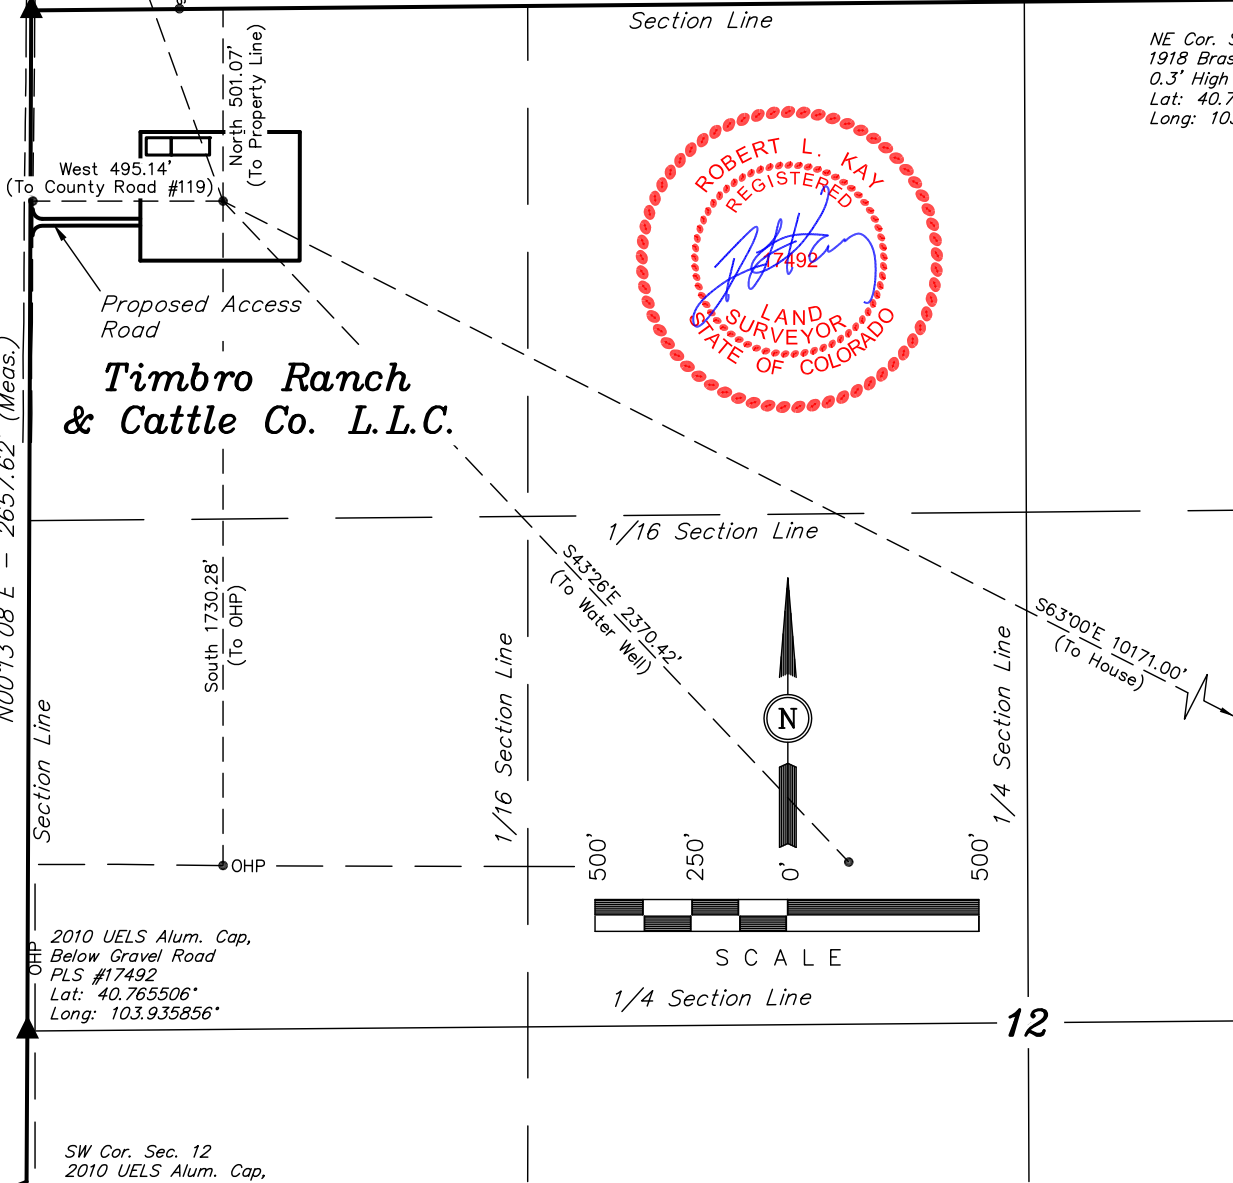 Section Line
NE Cor.
1918
0.3' High
Lat: 40.7
Long:
North 501.07'
(To Property Line)
West 495.14'
(To County Road #119)
ROBERT L. KAY
REGISTERED
17492
LAND
SURVEYOR
STATE OF COLORADO
Proposed Access
Road
Timbro Ranch
& Cattle Co. L.L.C.
N00°13'08"E - 2657.62' (Meas.)
1/16 Section Line
S43°26'E 2370.42'
(To Water Well)
South 1730.28'
(To OHP)
S63°00'E 10171.00'
(To House)
1/16 Section Line
1/4 Section Line
Section Line
N
OHP
500'
250'
0'
500'
SCALE
OHP
2010 UELS Alum. Cap,
Below Gravel Road
PLS #17492
Lat: 40.765506°
Long: 103.935856°
1/4 Section Line
12
SW Cor. Sec. 12
2010 UELS Alum. Cap,